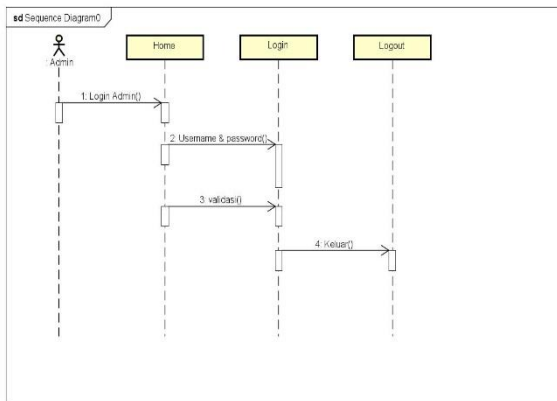 sd Sequence Diagram0
: Admin
Home
Login
Logout
1: Login Admin()
2: Username & password()
3: validasi()
4: Keluar()